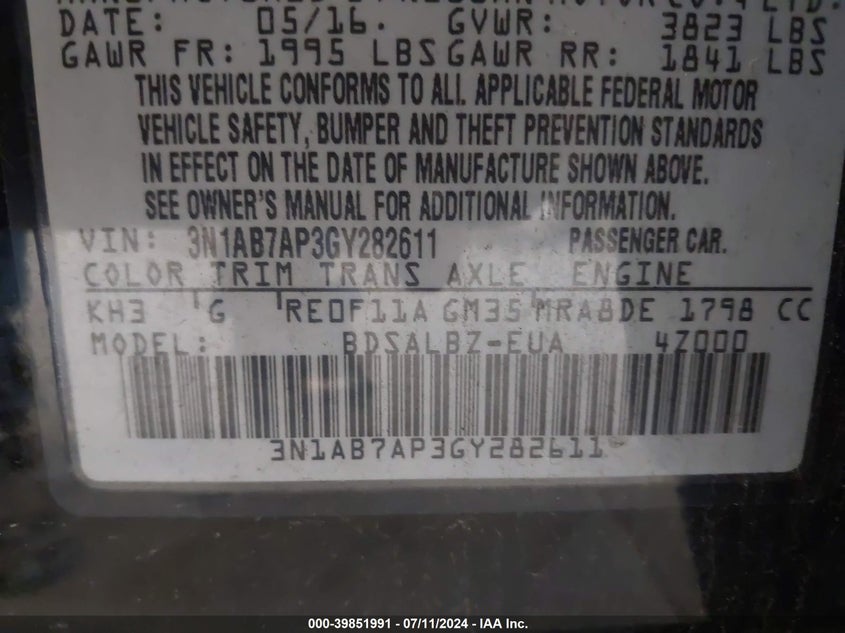 DATE: 05/16. GVWR: 3823 LBS
GAWR FR: 1995 LBS GAWR RR: 1841 LBS
THIS VEHICLE CONFORMS TO ALL APPLICABLE FEDERAL MOTOR
VEHICLE SAFETY, BUMPER AND THEFT PREVENTION STANDARDS
IN EFFECT ON THE DATE OF MANUFACTURE SHOWN ABOVE.
SEE OWNER'S MANUAL FOR ADDITIONAL INFORMATION.
VIN: 3N1AB7AP3GY282611 PASSENGER CAR.
COLOR TRIM TRANS AXLE ENGINE
KH3 G RE0F11A GM35 MRA8DE 1798 CC
MODEL: BDSALBZ-EUA 4Z000
3N1AB7AP3GY282611
000-39851991 - 07/11/2024 - IAA Inc.